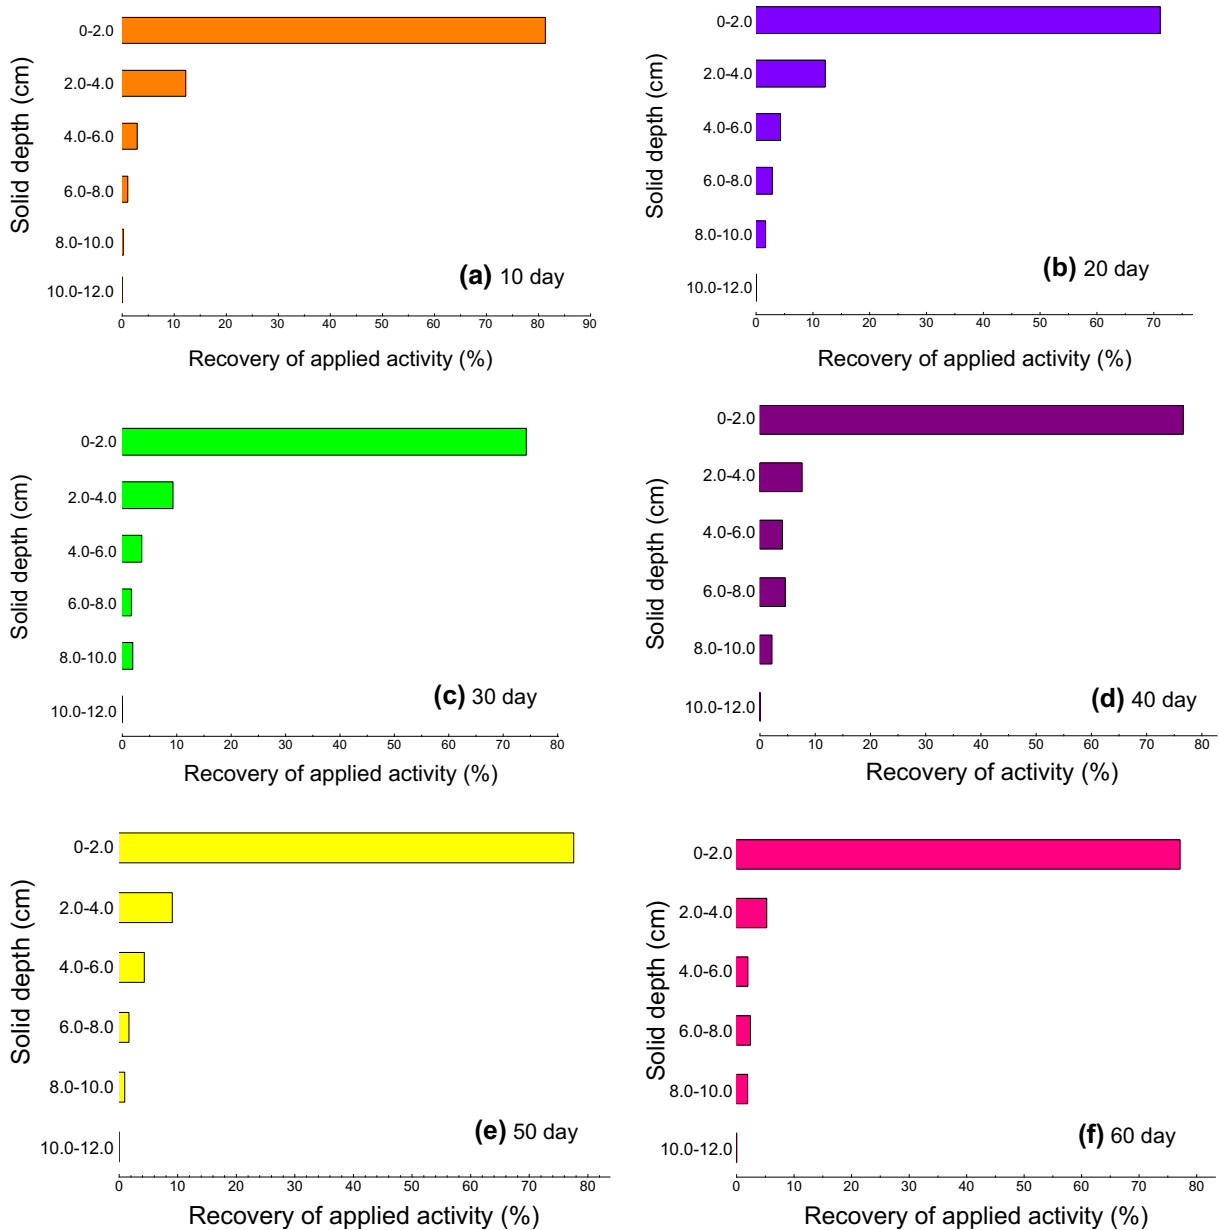 Solid depth (cm)
0-2.0
2.0-4.0
4.0-6.0
6.0-8.0
8.0-10.0
10.0-12.0
(a) 10 day
0 10 20 30 40 50 60 70 80 90
Recovery of applied activity (%)
Solid depth (cm)
0-2.0
2.0-4.0
4.0-6.0
6.0-8.0
8.0-10.0
10.0-12.0
(b) 20 day
0 10 20 30 40 50 60 70
Recovery of applied activity (%)
Solid depth (cm)
0-2.0
2.0-4.0
4.0-6.0
6.0-8.0
8.0-10.0
10.0-12.0
(c) 30 day
0 10 20 30 40 50 60 70 80
Recovery of applied activity (%)
Solid depth (cm)
0-2.0
2.0-4.0
4.0-6.0
6.0-8.0
8.0-10.0
10.0-12.0
(d) 40 day
0 10 20 30 40 50 60 70 80
Recovery of activity (%)
Solid depth (cm)
0-2.0
2.0-4.0
4.0-6.0
6.0-8.0
8.0-10.0
10.0-12.0
(e) 50 day
0 10 20 30 40 50 60 70 80
Recovery of applied activity (%)
Solid depth (cm)
0-2.0
2.0-4.0
4.0-6.0
6.0-8.0
8.0-10.0
10.0-12.0
(f) 60 day
0 10 20 30 40 50 60 70 80
Recovery of applied activity (%)